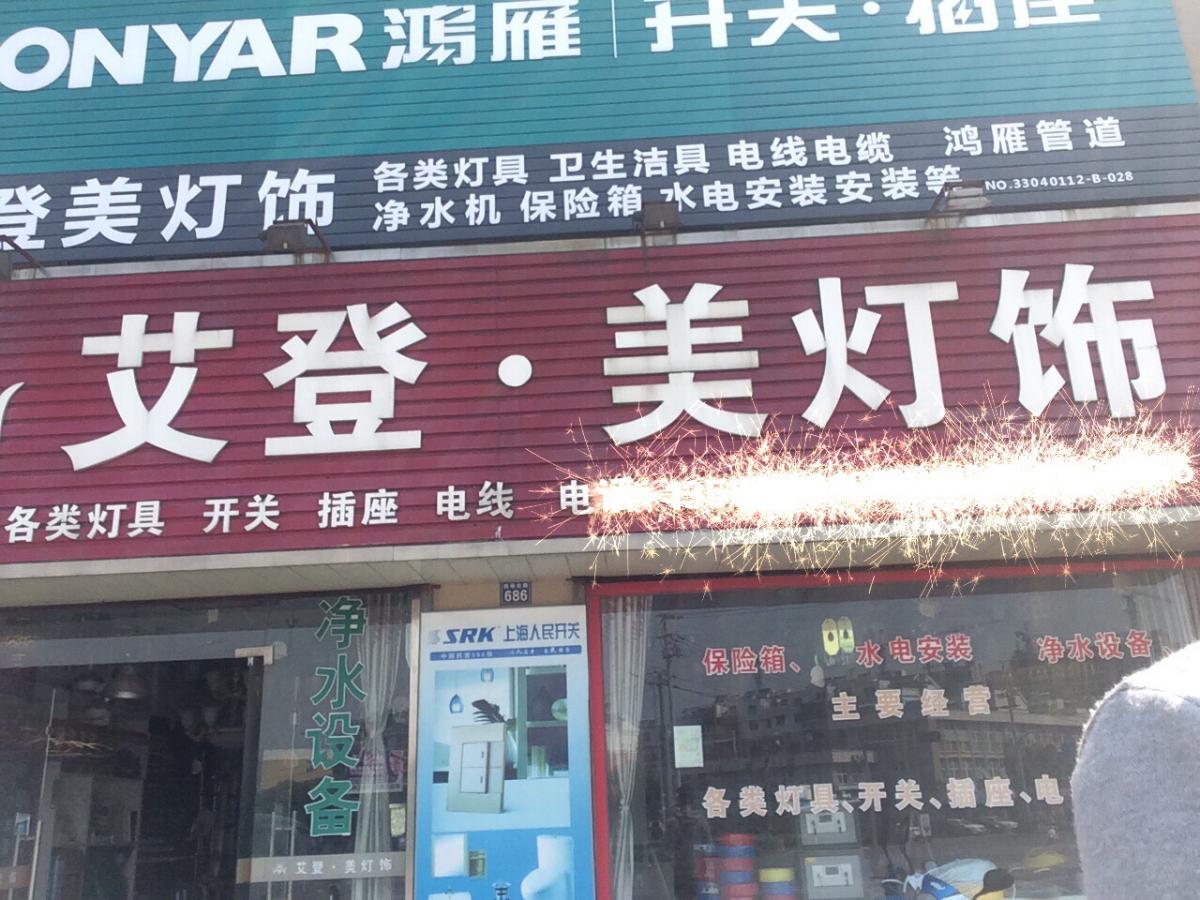 ONYAR 鸿雁 开关·插座
登美灯饰 各类灯具 卫生洁具 电线电缆 鸿雁管道
净水机 保险箱 水电安装安装等 NO.33040112-B-028
艾登·美灯饰
各类灯具 开关 插座 电线 电
686
净水设备
艾登·美灯饰
SRK 上海人民开关
保险箱、 水电安装 净水设备、
主要经营
各类灯具、开关、插座、电